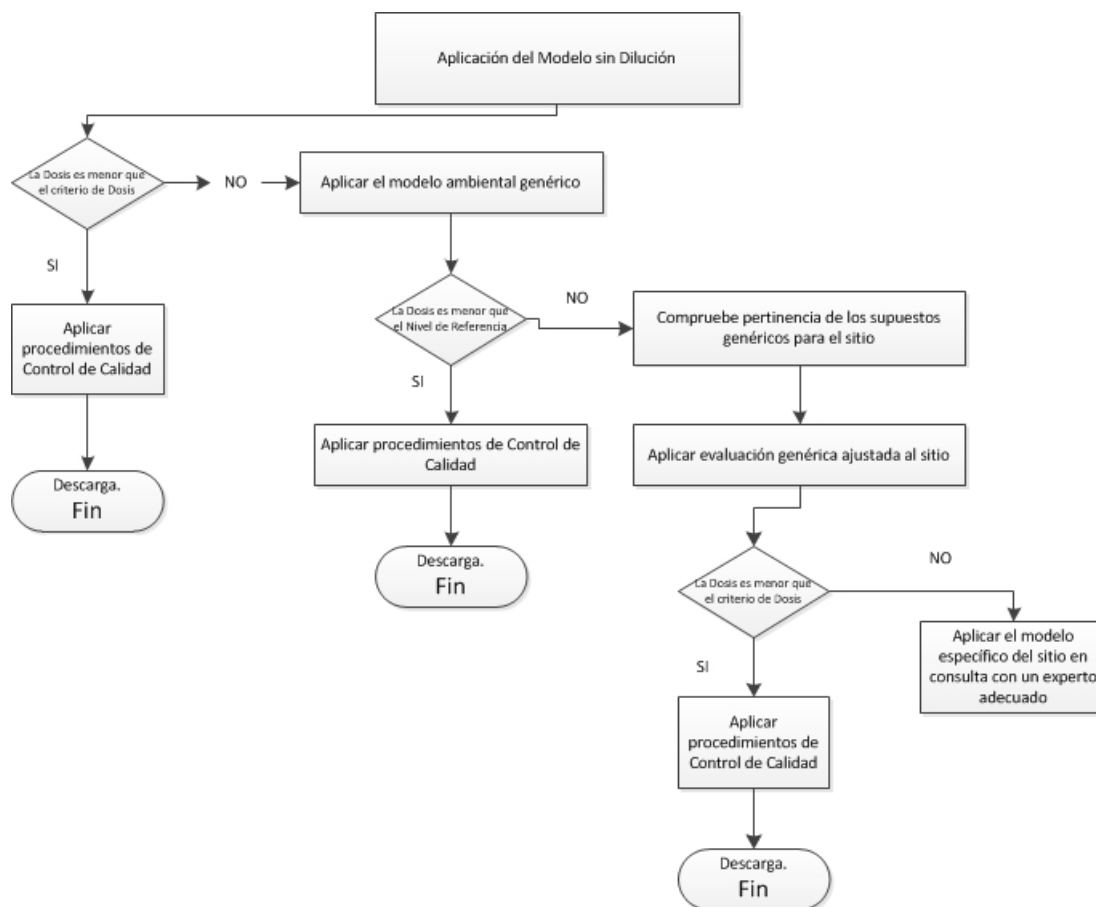 Aplicación del Modelo sin Dilución
La Dosis es menor que
el criterio de Dosis
NO
Aplicar el modelo ambiental genérico
SI
Aplicar
procedimientos de
Control de Calidad
Descarga.
Fin
La Dosis es menor que
el Nivel de Referencia
NO
Compruebe pertinencia de los supuestos
genéricos para el sitio
SI
Aplicar procedimientos de Control de
Calidad
Descarga.
Fin
Aplicar evaluación genérica ajustada al sitio
La Dosis es menor que
el criterio de Dosis
NO
Aplicar el modelo
específico del sitio en
consulta con un experto
adecuado
SI
Aplicar
procedimientos de
Control de Calidad
Descarga.
Fin